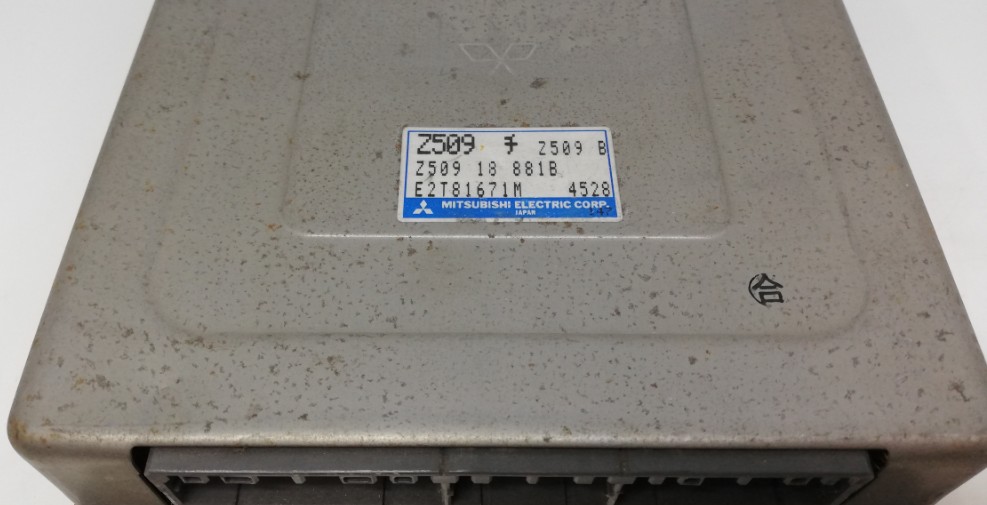 Z509 チ Z509 B
Z509 18 881B
E2T81671M 4528
MITSUBISHI ELECTRIC CORP.
JAPAN
合